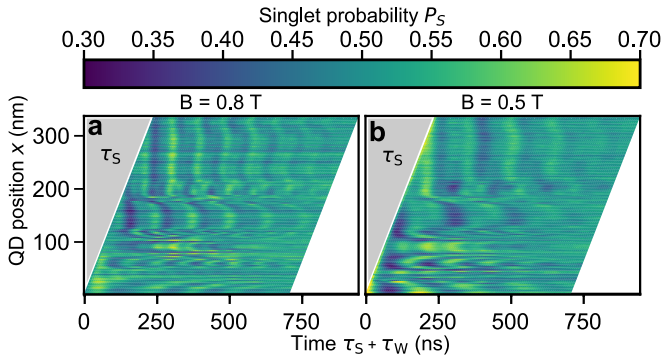 Singlet probability P_S
0.30 0.35 0.40 0.45 0.50 0.55 0.60 0.65 0.70
B = 0.8 T B = 0.5 T
a b
τ_S τ_S
QD position x (nm)
300
200
100
0 250 500 750 0 250 500 750
Time τ_S + τ_W (ns)